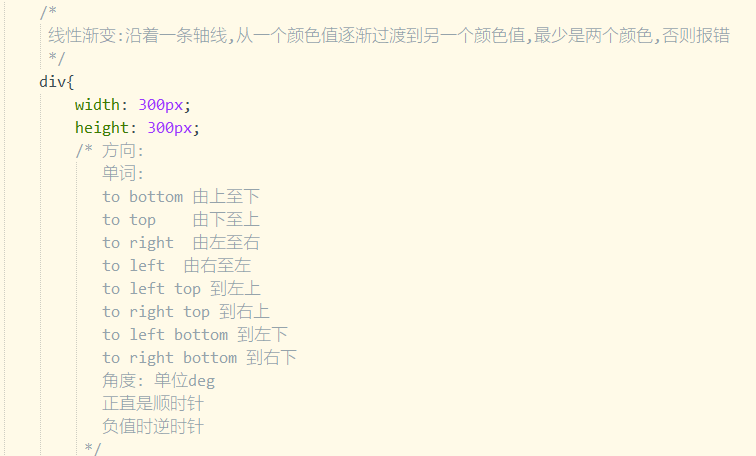 /*
线性渐变:沿着一条轴线,从一个颜色值逐渐过渡到另一个颜色值,最少是两个颜色,否则报错
*/
div{
width: 300px;
height: 300px;
/* 方向:
单词:
to bottom 由上至下
to top 由下至上
to right 由左至右
to left 由右至左
to left top 到左上
to right top 到右上
to left bottom 到左下
to right bottom 到右下
角度: 单位deg
正直是顺时针
负值时逆时针
*/